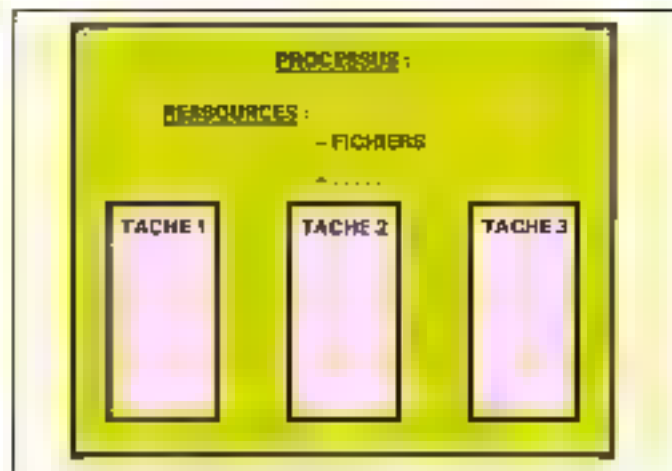 PROCESSUS :
RESSOURCES :
- FICHIERS
- .....
TACHE 1 TACHE 2 TACHE 3